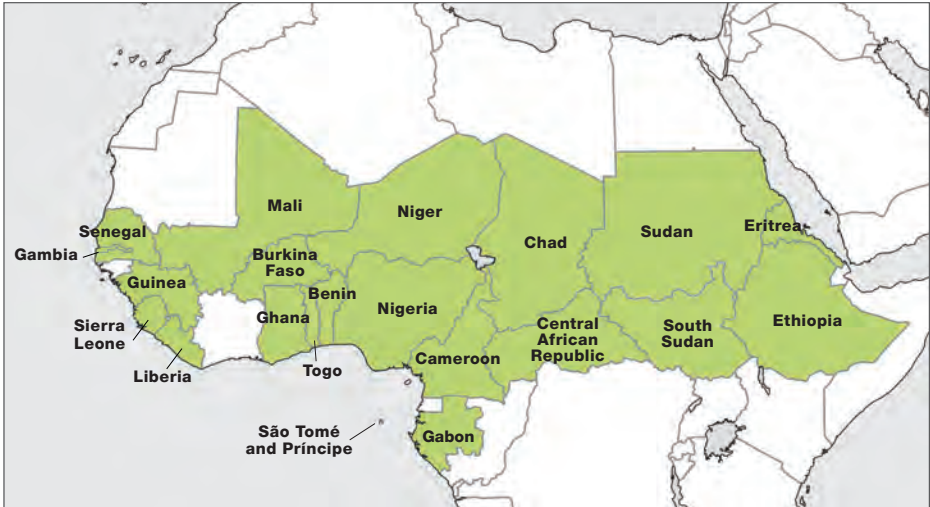 Mali
Niger
Chad
Sudan
Eritrea
Senegal
Gambia
Burkina
Faso
Guinea
Benin
Nigeria
Ghana
Sierra
Leone
Liberia
Togo
Cameroon
Central
African
Republic
South
Sudan
Ethiopia
São Tomé
and Príncipe
Gabon